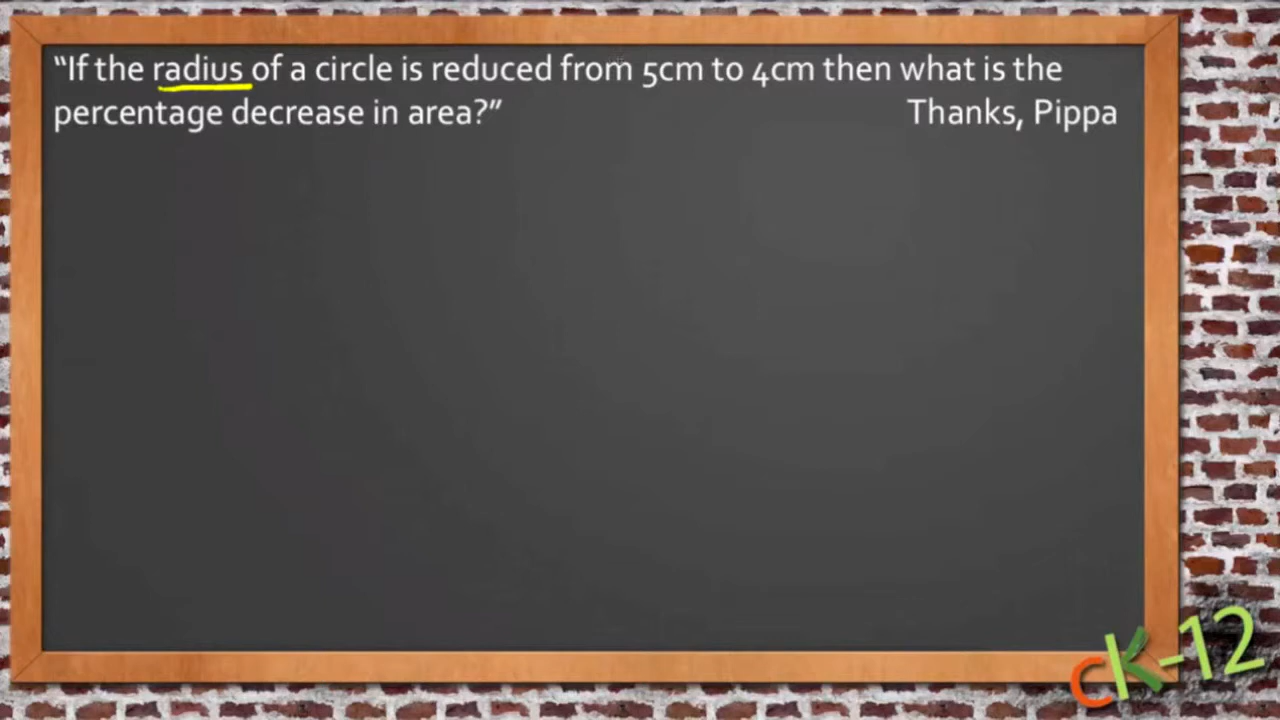 “If the radius of a circle is reduced from 5cm to 4cm then what is the
percentage decrease in area?” Thanks, Pippa
cK-12